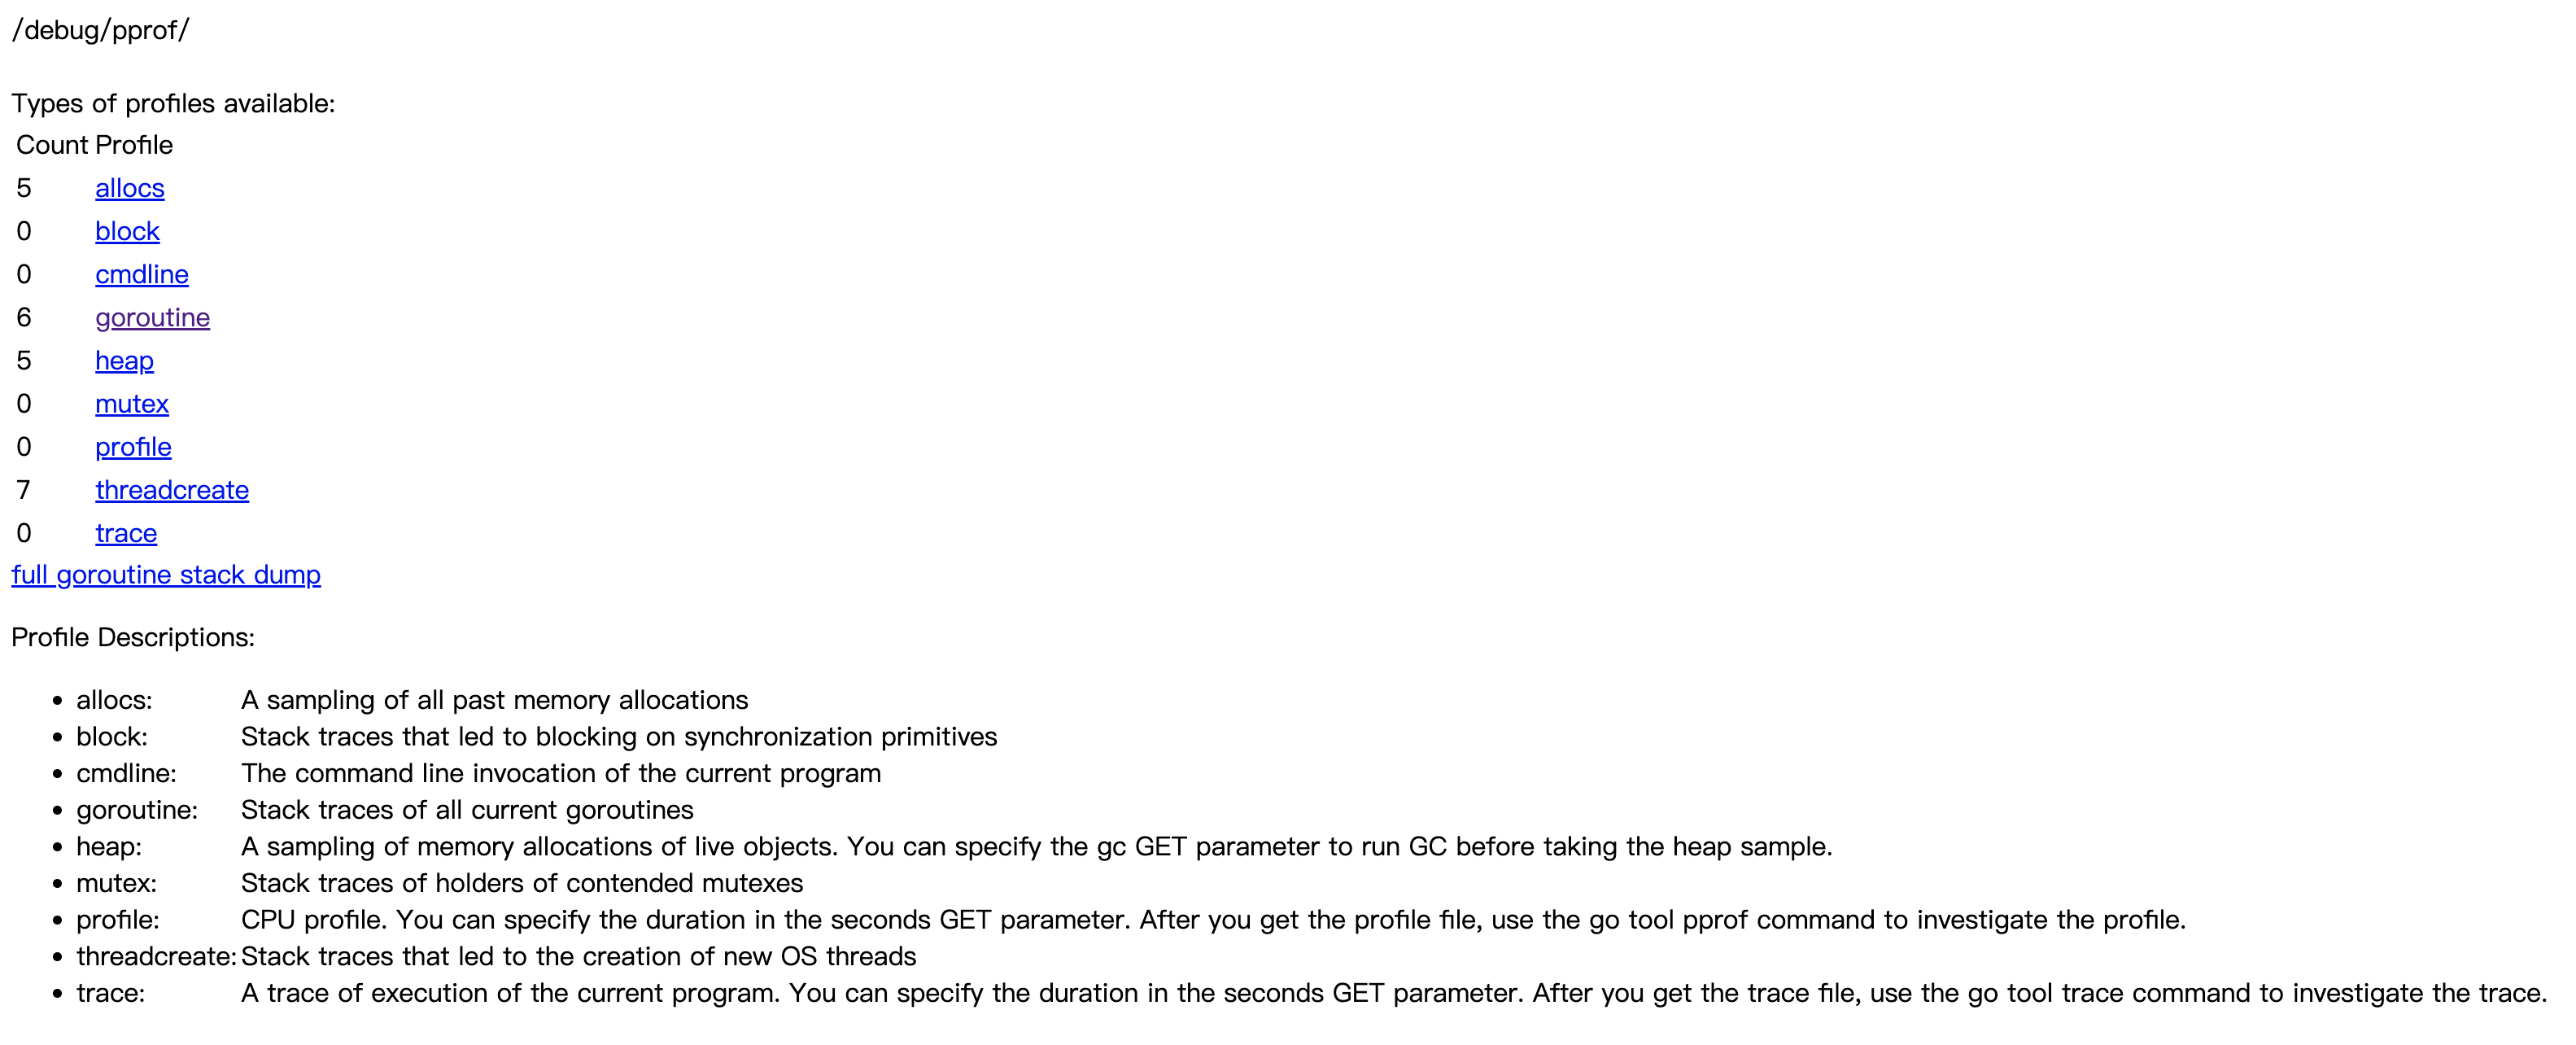 /debug/pprof/
Types of profiles available:
Count Profile
5 allocs
0 block
0 cmdline
6 goroutine
5 heap
0 mutex
0 profile
7 threadcreate
0 trace
full goroutine stack dump
Profile Descriptions:
• allocs: A sampling of all past memory allocations
• block: Stack traces that led to blocking on synchronization primitives
• cmdline: The command line invocation of the current program
• goroutine: Stack traces of all current goroutines
• heap: A sampling of memory allocations of live objects. You can specify the gc GET parameter to run GC before taking the heap sample.
• mutex: Stack traces of holders of contended mutexes
• profile: CPU profile. You can specify the duration in the seconds GET parameter. After you get the profile file, use the go tool pprof command to investigate the profile.
• threadcreate: Stack traces that led to the creation of new OS threads
• trace: A trace of execution of the current program. You can specify the duration in the seconds GET parameter. After you get the trace file, use the go tool trace command to investigate the trace.